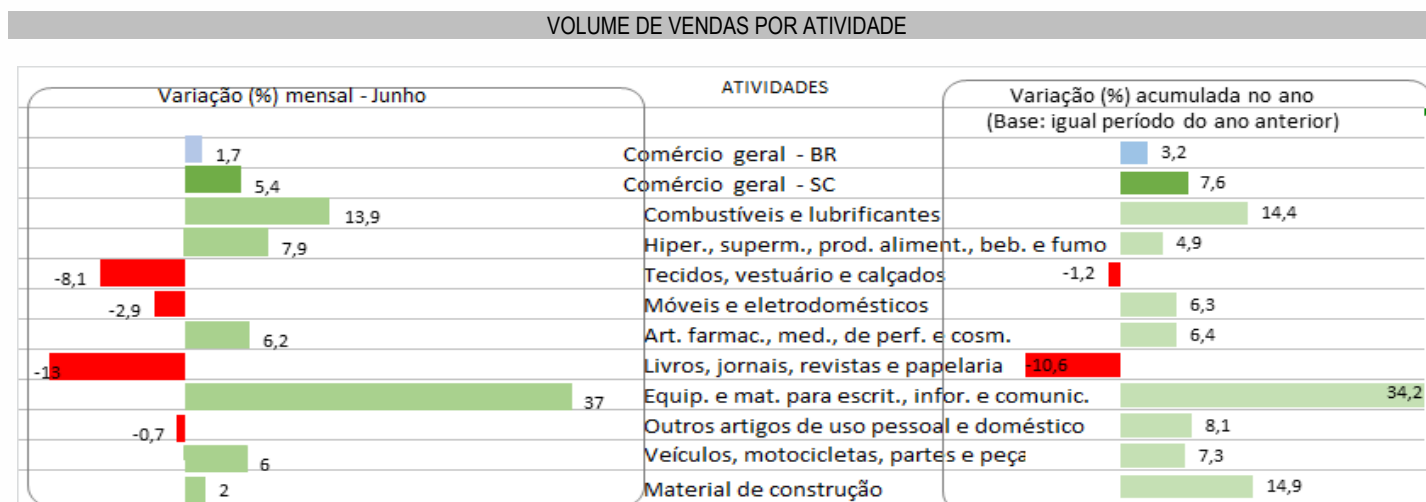 VOLUME DE VENDAS POR ATIVIDADE
Variação (%) mensal - Junho
ATIVIDADES
Variação (%) acumulada no ano
(Base: igual período do ano anterior)
1,7 Comércio geral - BR 3,2
5,4 Comércio geral - SC 7,6
13,9 Combustíveis e lubrificantes 14,4
7,9 Hiper., superm., prod. aliment., beb. e fumo 4,9
-8,1 Tecidos, vestuário e calçados -1,2
-2,9 Móveis e eletrodomésticos 6,3
6,2 Art. farmac., med., de perf. e cosm. 6,4
-13 Livros, jornais, revistas e papelaria -10,6
37 Equip. e mat. para escrit., infor. e comunic. 34,2
-0,7 Outros artigos de uso pessoal e doméstico 8,1
6 Veículos, motocicletas, partes e peça 7,3
2 Material de construção 14,9